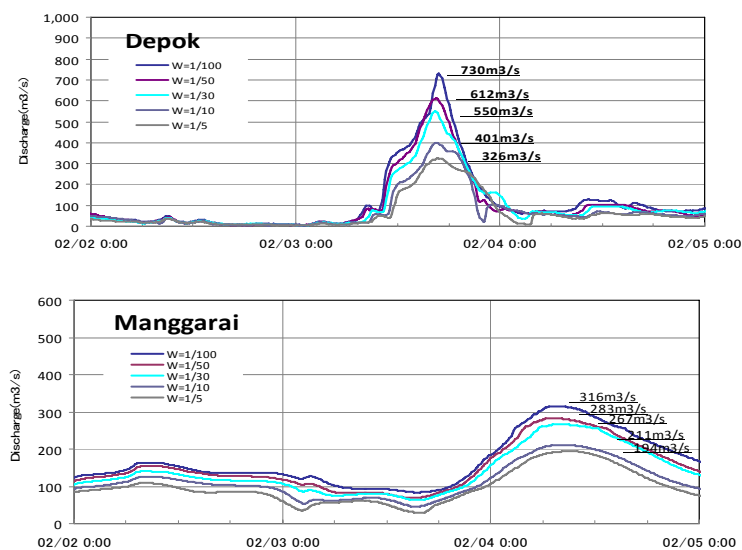 1,000
Depok
900
W=1/100
800
730m3/s
W=1/50
700
612m3/s
W=1/30
600
550m3/s
W=1/10
500
401m3/s
W=1/5
400
326m3/s
300
200
100
0
Discharge(m3/s)
02/02 0:00 02/03 0:00 02/04 0:00 02/05 0:00
600
Manggarai
500
W=1/100
W=1/50
W=1/30
400
W=1/10
W=1/5
316m3/s
283m3/s
300
267m3/s
211m3/s
194m3/s
200
100
0
Discharge(m3/s)
02/02 0:00 02/03 0:00 02/04 0:00 02/05 0:00